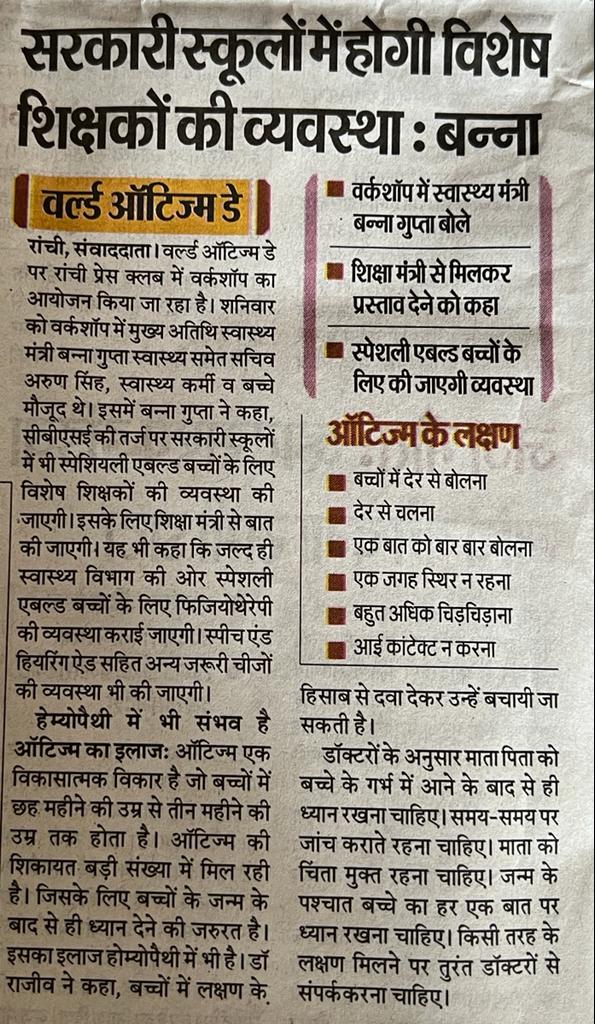 सरकारी स्कूलों में होगी विशेष
शिक्षकों की व्यवस्था : बन्ना
वर्ल्ड ऑटिज्म डे
रांची, संवाददाता। वर्ल्ड ऑटिज्म डे
पर रांची प्रेस क्लब में वर्कशॉप का
आयोजन किया जा रहा है। शनिवार
को वर्कशॉप में मुख्य अतिथि स्वास्थ्य
मंत्री बन्ना गुप्ता स्वास्थ्य समेत सचिव
अरुण सिंह, स्वास्थ्य कर्मी व बच्चे
मौजूद थे। इसमें बन्ना गुप्ता ने कहा,
सीबीएसई की तर्ज पर सरकारी स्कूलों
में भी स्पेशियली एबल्ड बच्चों के लिए
विशेष शिक्षकों की व्यवस्था की
जाएगी। इसके लिए शिक्षा मंत्री से बात
की जाएगी। यह भी कहा कि जल्द ही
स्वास्थ्य विभाग की ओर स्पेशली
एबल्ड बच्चों के लिए फिजियोथेरेपी
की व्यवस्था कराई जाएगी। स्पीच एंड
हियरिंग ऐड सहित अन्य जरूरी चीजों
की व्यवस्था भी की जाएगी।
हेम्योपैथी में भी संभव है
ऑटिज्म का इलाज: ऑटिज्म एक
विकासात्मक विकार है जो बच्चों में
छह महीने की उम्र से तीन महीने की
उम्र तक होता है। ऑटिज्म की
शिकायत बड़ी संख्या में मिल रही
है। जिसके लिए बच्चों के जन्म के
बाद से ही ध्यान देने की जरुरत है।
इसका इलाज होम्योपैथी में भी है। डॉ
राजीव ने कहा, बच्चों में लक्षण के
वर्कशॉप में स्वास्थ्य मंत्री
बन्ना गुप्ता बोले
शिक्षा मंत्री से मिलकर
प्रस्ताव देने को कहा
स्पेशली एबल्ड बच्चों के
लिए की जाएगी व्यवस्था
ऑटिज्म के लक्षण
बच्चों में देर से बोलना
देर से चलना
एक बात को बार बार बोलना
एक जगह स्थिर न रहना
बहुत अधिक चिड़चिड़ाना
आई कांटेक्ट न करना
हिसाब से दवा देकर उन्हें बचायी जा
सकती है।
डॉक्टरों के अनुसार माता पिता को
बच्चे के गर्भ में आने के बाद से ही
ध्यान रखना चाहिए। समय-समय पर
जांच कराते रहना चाहिए। माता को
चिंता मुक्त रहना चाहिए। जन्म के
पश्चात बच्चे का हर एक बात पर
ध्यान रखना चाहिए। किसी तरह के
लक्षण मिलने पर तुरंत डॉक्टरों से
संपर्क करना चाहिए।